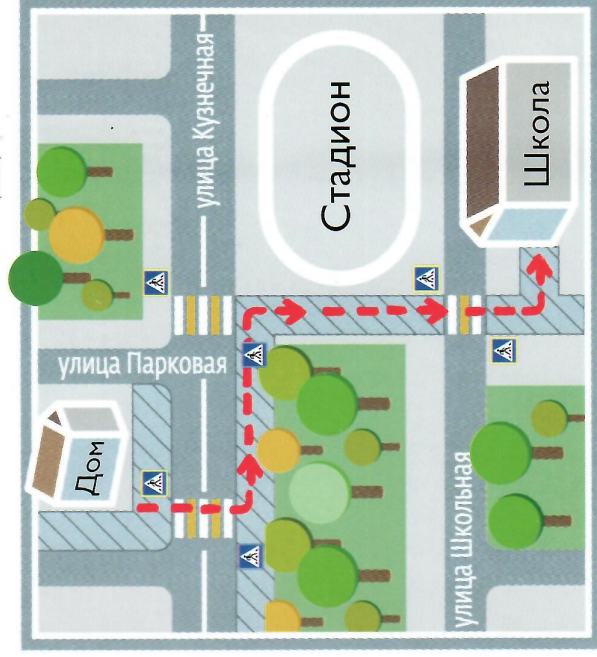 улица Кузнечная
Стадион
Школа
улица Парковая
Дом
улица Школьная